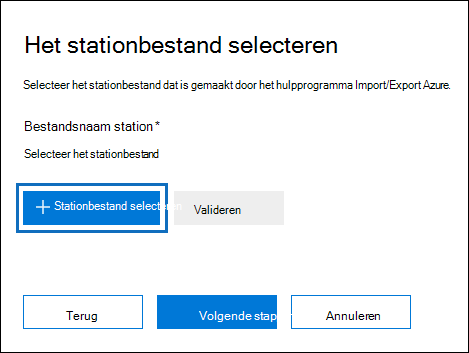 Het stationbestand selecteren
Selecteer het stationbestand dat is gemaakt door het hulpprogramma Import/Export Azure.
Bestandsnaam station*
Selecteer het stationbestand
Stationbestand selecteren
Valideren
Terug
Volgende stap
Annuleren